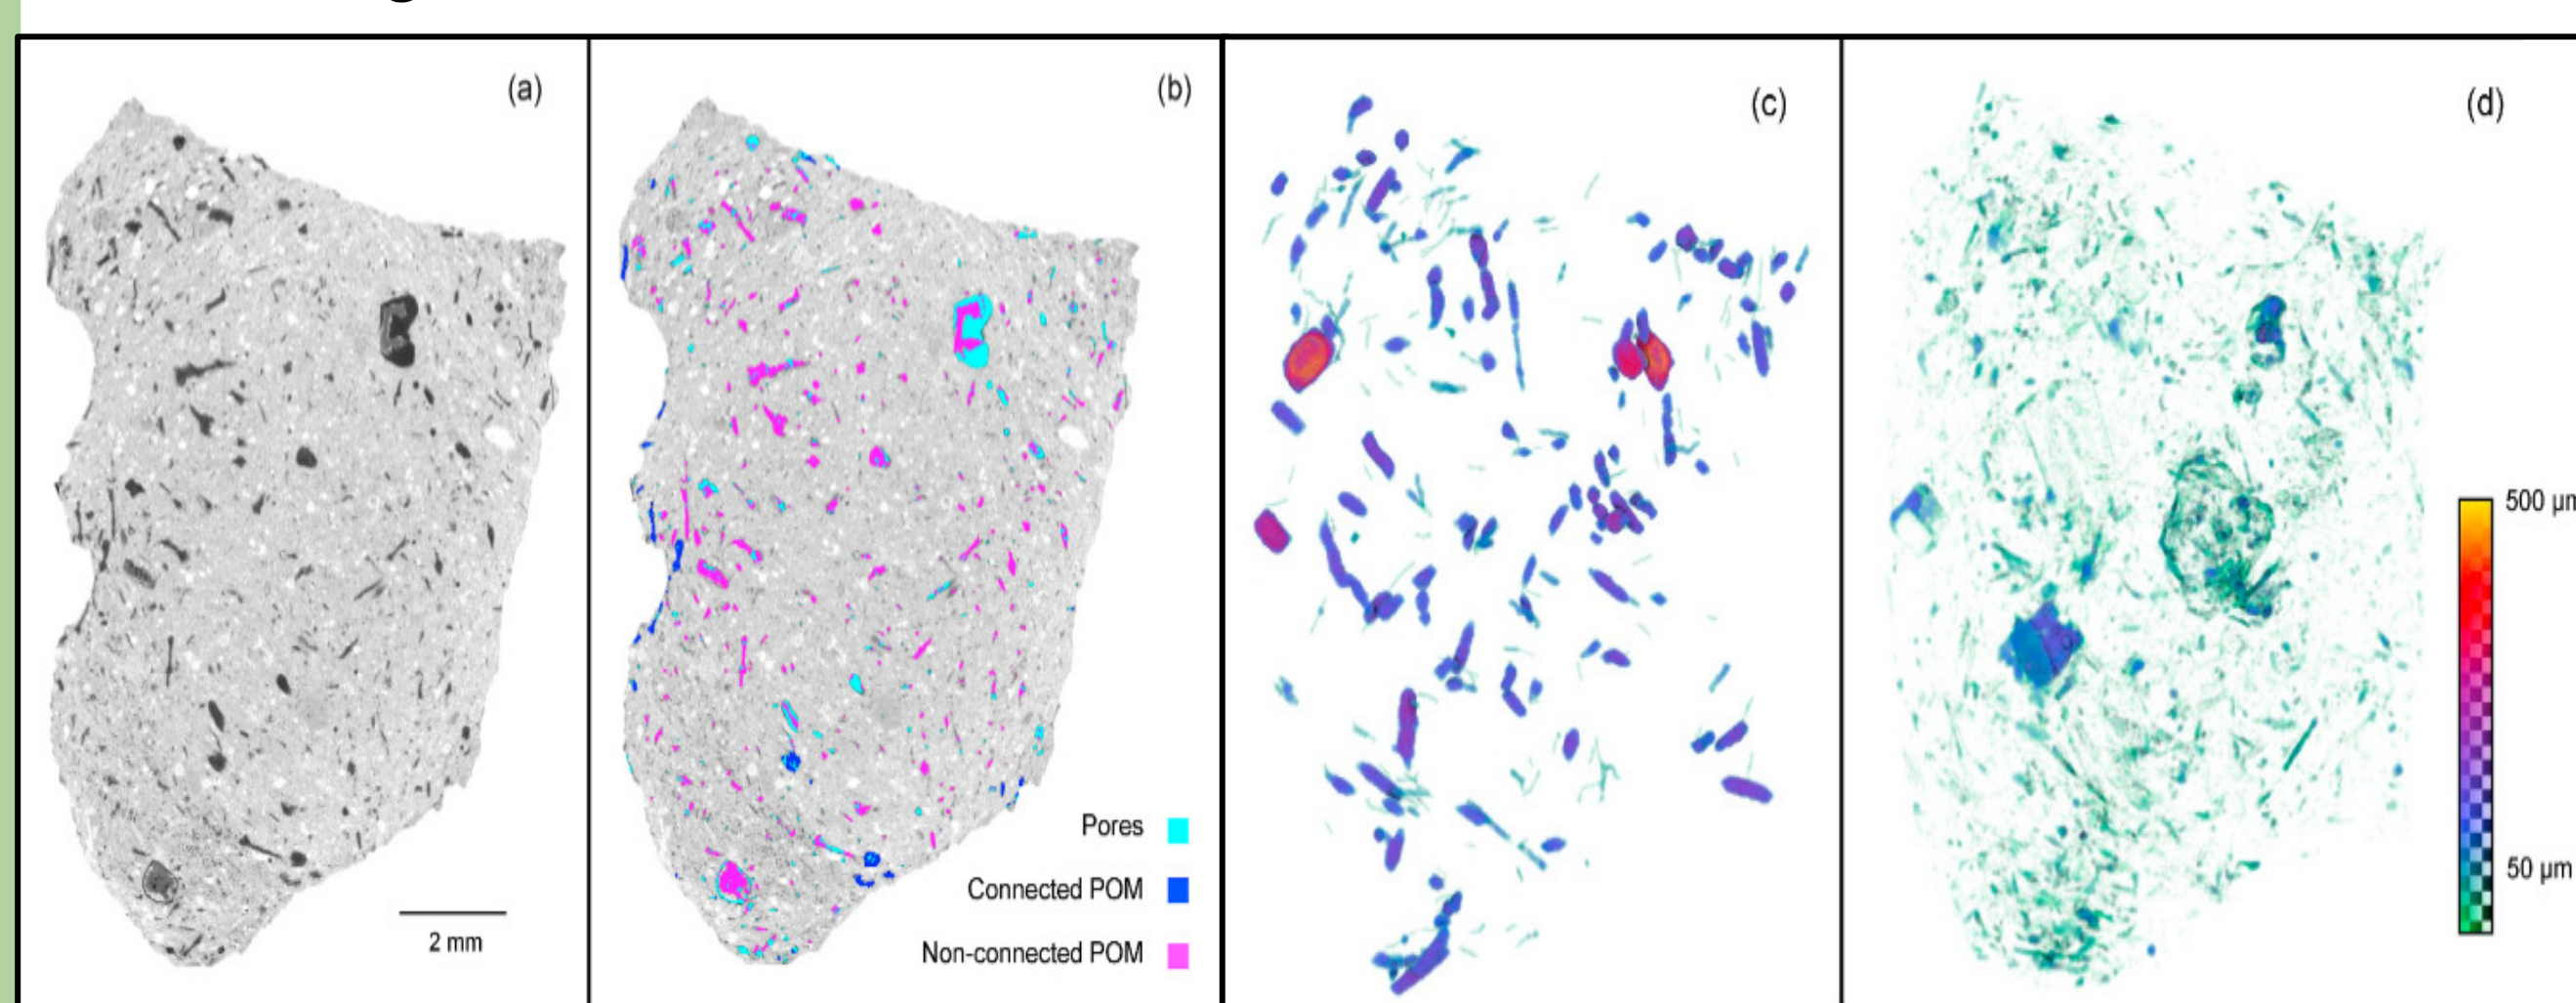 (a)
(b)
(c)
(d)
500 µm
50 µm
Pores
Connected POM
Non-connected POM
2 mm